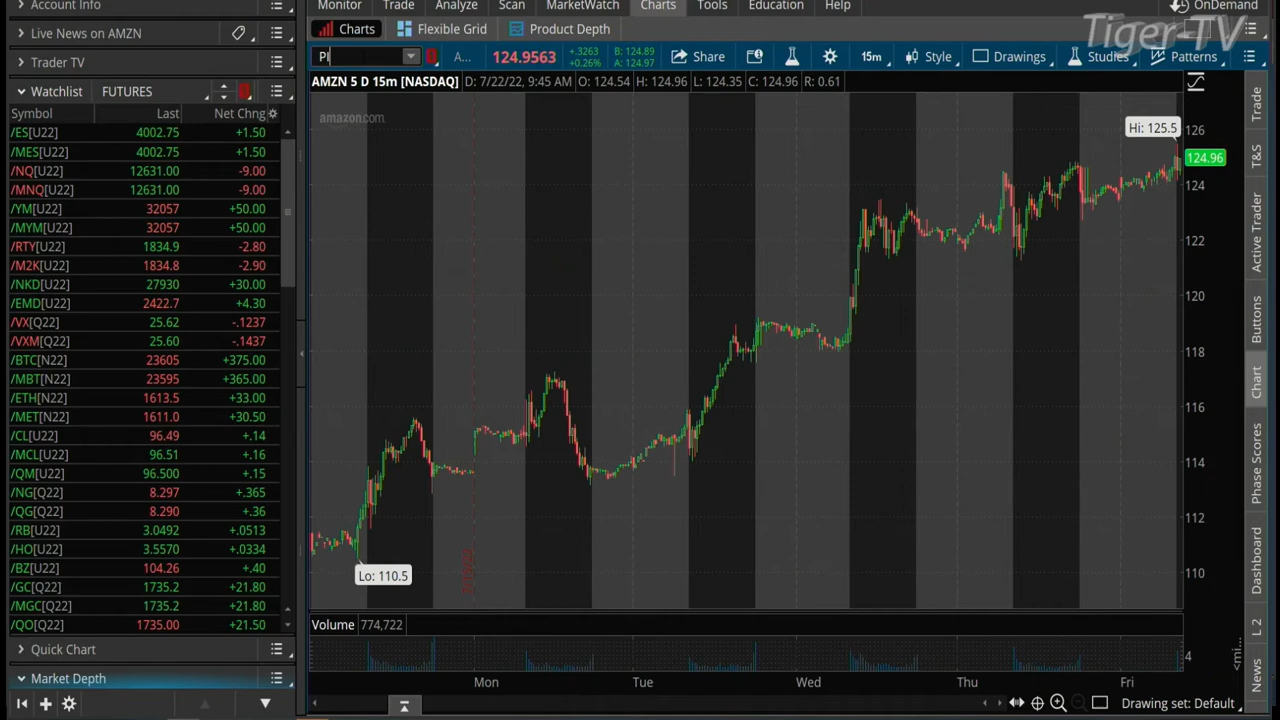 Account Info
Monitor Trade Analyze Scan MarketWatch Charts Tools Education Help OnDemand
Tiger-TV
Live News on AMZN
Charts Flexible Grid Product Depth
Trader TV
Pl A... 124.9563 +.3263 +0.26% B: 124.89 A: 124.97 Share 15m Style Drawings Studies Patterns
Watchlist FUTURES
AMZN 5 D 15m [NASDAQ] D: 7/22/22, 9:45 AM O: 124.54 H: 124.96 L: 124.35 C: 124.96 R: 0.61
Symbol Last Net Chng
amazon.com
/ES[U22] 4002.75 +1.50
/MES[U22] 4002.75 +1.50
/NQ[U22] 12631.00 -9.00
/MNQ[U22] 12631.00 -9.00
/YM[U22] 32057 +50.00
/MYM[U22] 32057 +50.00
/RTY[U22] 1834.9 -2.80
/M2K[U22] 1834.8 -2.90
/NKD[U22] 27930 +30.00
/EMD[U22] 2422.7 +4.30
/VX[Q22] 25.62 -.1237
/VXM[Q22] 25.60 -.1437
/BTC[N22] 23605 +375.00
/MBT[N22] 23595 +365.00
/ETH[N22] 1613.5 +33.00
/MET[N22] 1611.0 +30.50
/CL[U22] 96.49 +.14
/MCL[U22] 96.51 +.16
/QM[U22] 96.500 +.15
/NG[Q22] 8.297 +.365
/QG[Q22] 8.290 +.36
/RB[U22] 3.0492 +.0513
/HO[U22] 3.5570 +.0334
/BZ[U22] 104.26 +.40
/GC[Q22] 1735.2 +21.80
/MGC[Q22] 1735.2 +21.80
/QO[Q22] 1735.00 +21.50
Hi: 125.5
Lo: 110.5
126
124.96
124
122
120
118
116
114
112
110
Volume 774,722
4
Mon Tue Wed Thu Fri
Quick Chart
Market Depth
Drawing set: Default
Trade
T&S
Active Trader
Buttons
Chart
Phase Scores
Dashboard
L 2
News